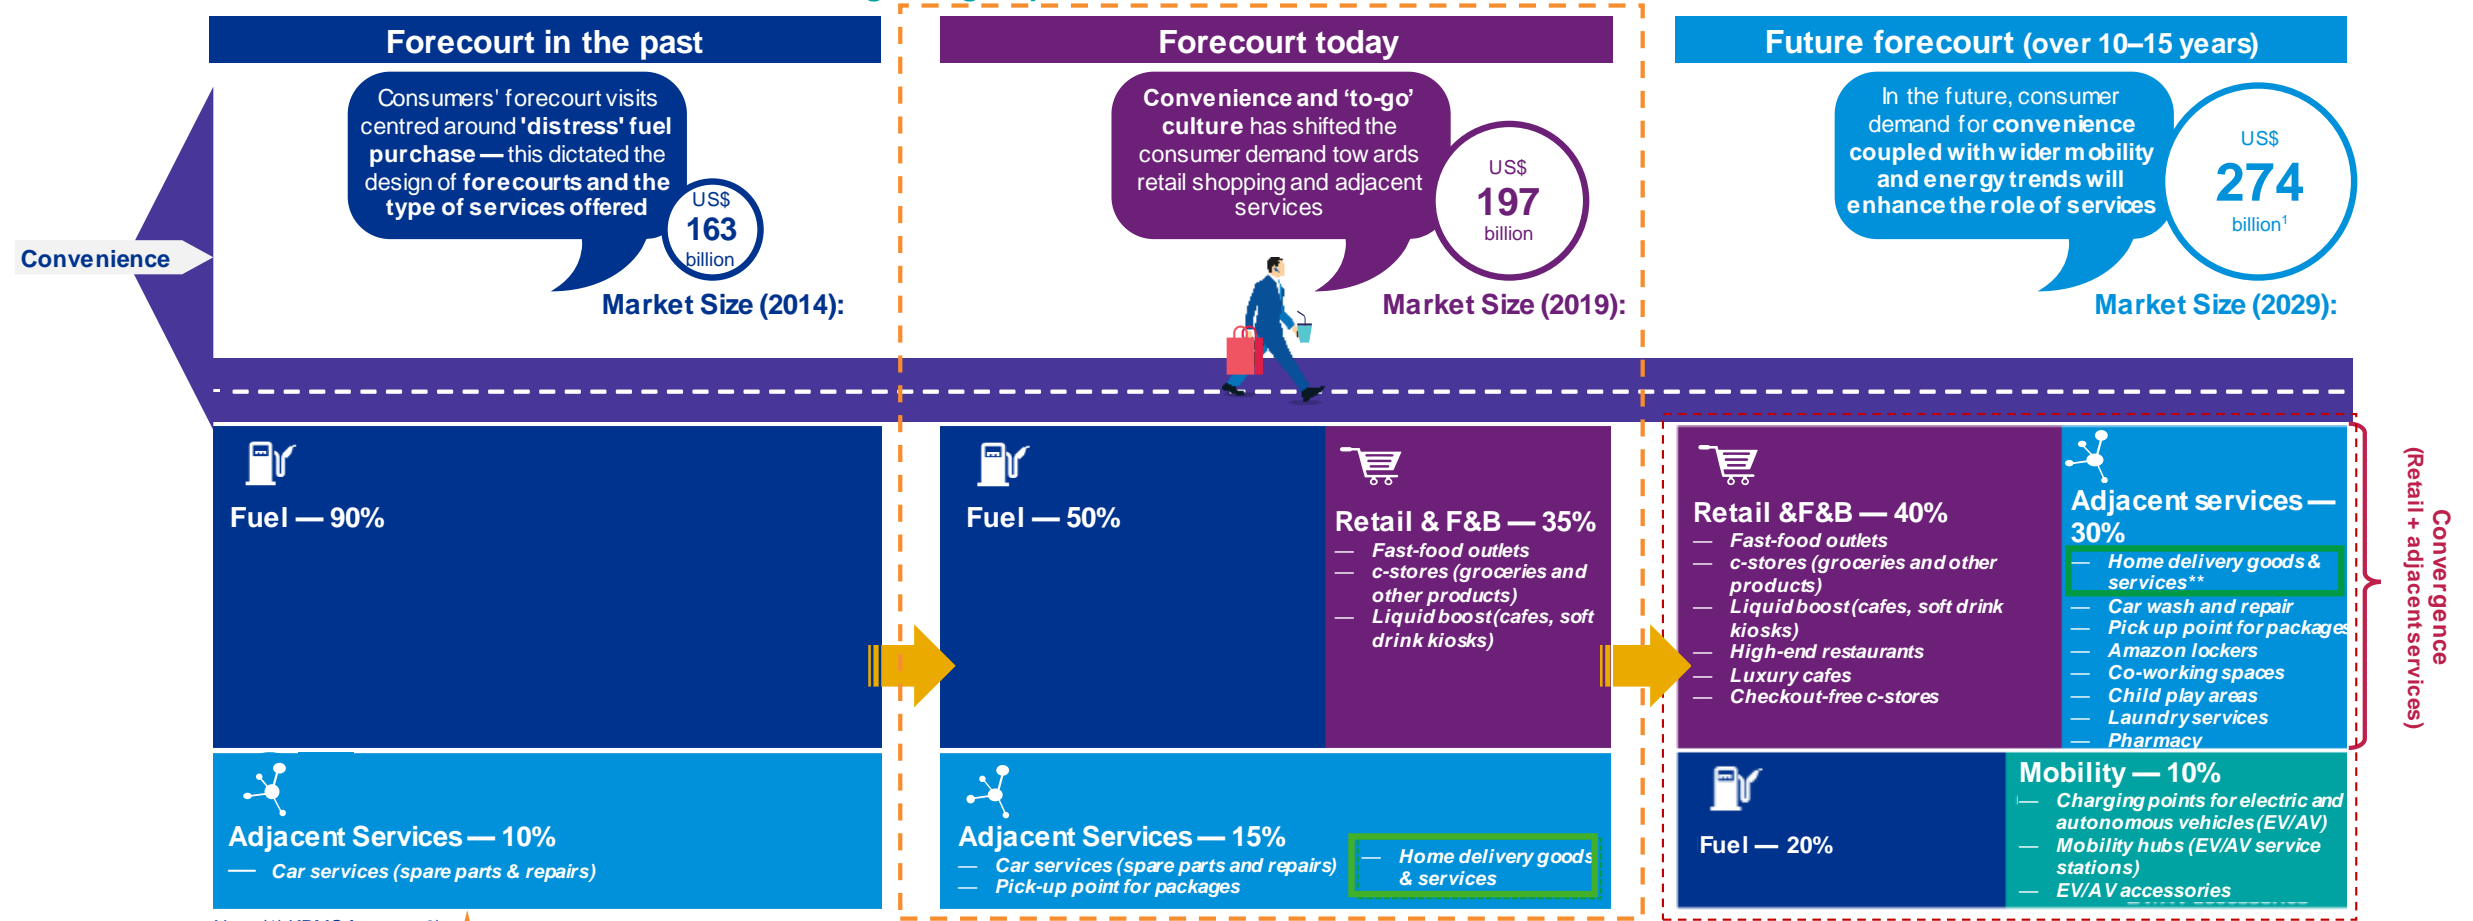 Forecourt in the past
Consumers' forecourt visits
centred around 'distress' fuel
purchase — this dictated the
design of forecourts and the
type of services offered
US$
163
billion
Market Size (2014):
Forecourt today
Convenience and ‘to-go’
culture has shifted the
consumer demand towards
retail shopping and adjacent
services
US$
197
billion
Market Size (2019):
Future forecourt (over 10–15 years)
In the future, consumer
demand for convenience
coupled with wider mobility
and energy trends will
enhance the role of services
US$
274
billion1
Market Size (2029):
Convenience
Fuel — 90%
Adjacent Services — 10%
— Car services (spare parts & repairs)
Fuel — 50%
Retail & F&B — 35%
— Fast-food outlets
— c-stores (groceries and
other products)
— Liquid boost (cafes, soft
drink kiosks)
Adjacent Services — 15%
— Car services (spare parts and repairs)
— Pick-up point for packages
— Home delivery goods
& services
Retail &F&B — 40%
— Fast-food outlets
— c-stores (groceries and other
products)
— Liquid boost (cafes, soft drink
kiosks)
— High-end restaurants
— Luxury cafes
— Checkout-free c-stores
Adjacent services —
30%
— Home delivery goods &
services**
— Car wash and repair
— Pick up point for packages
— Amazon lockers
— Co-working spaces
— Child play areas
— Laundry services
— Pharmacy
Fuel — 20%
Mobility — 10%
— Charging points for electric and
autonomous vehicles (EV/AV)
— Mobility hubs (EV/AV service
stations)
— EV/AV accessories
Convergence
(Retail + adjacent services)